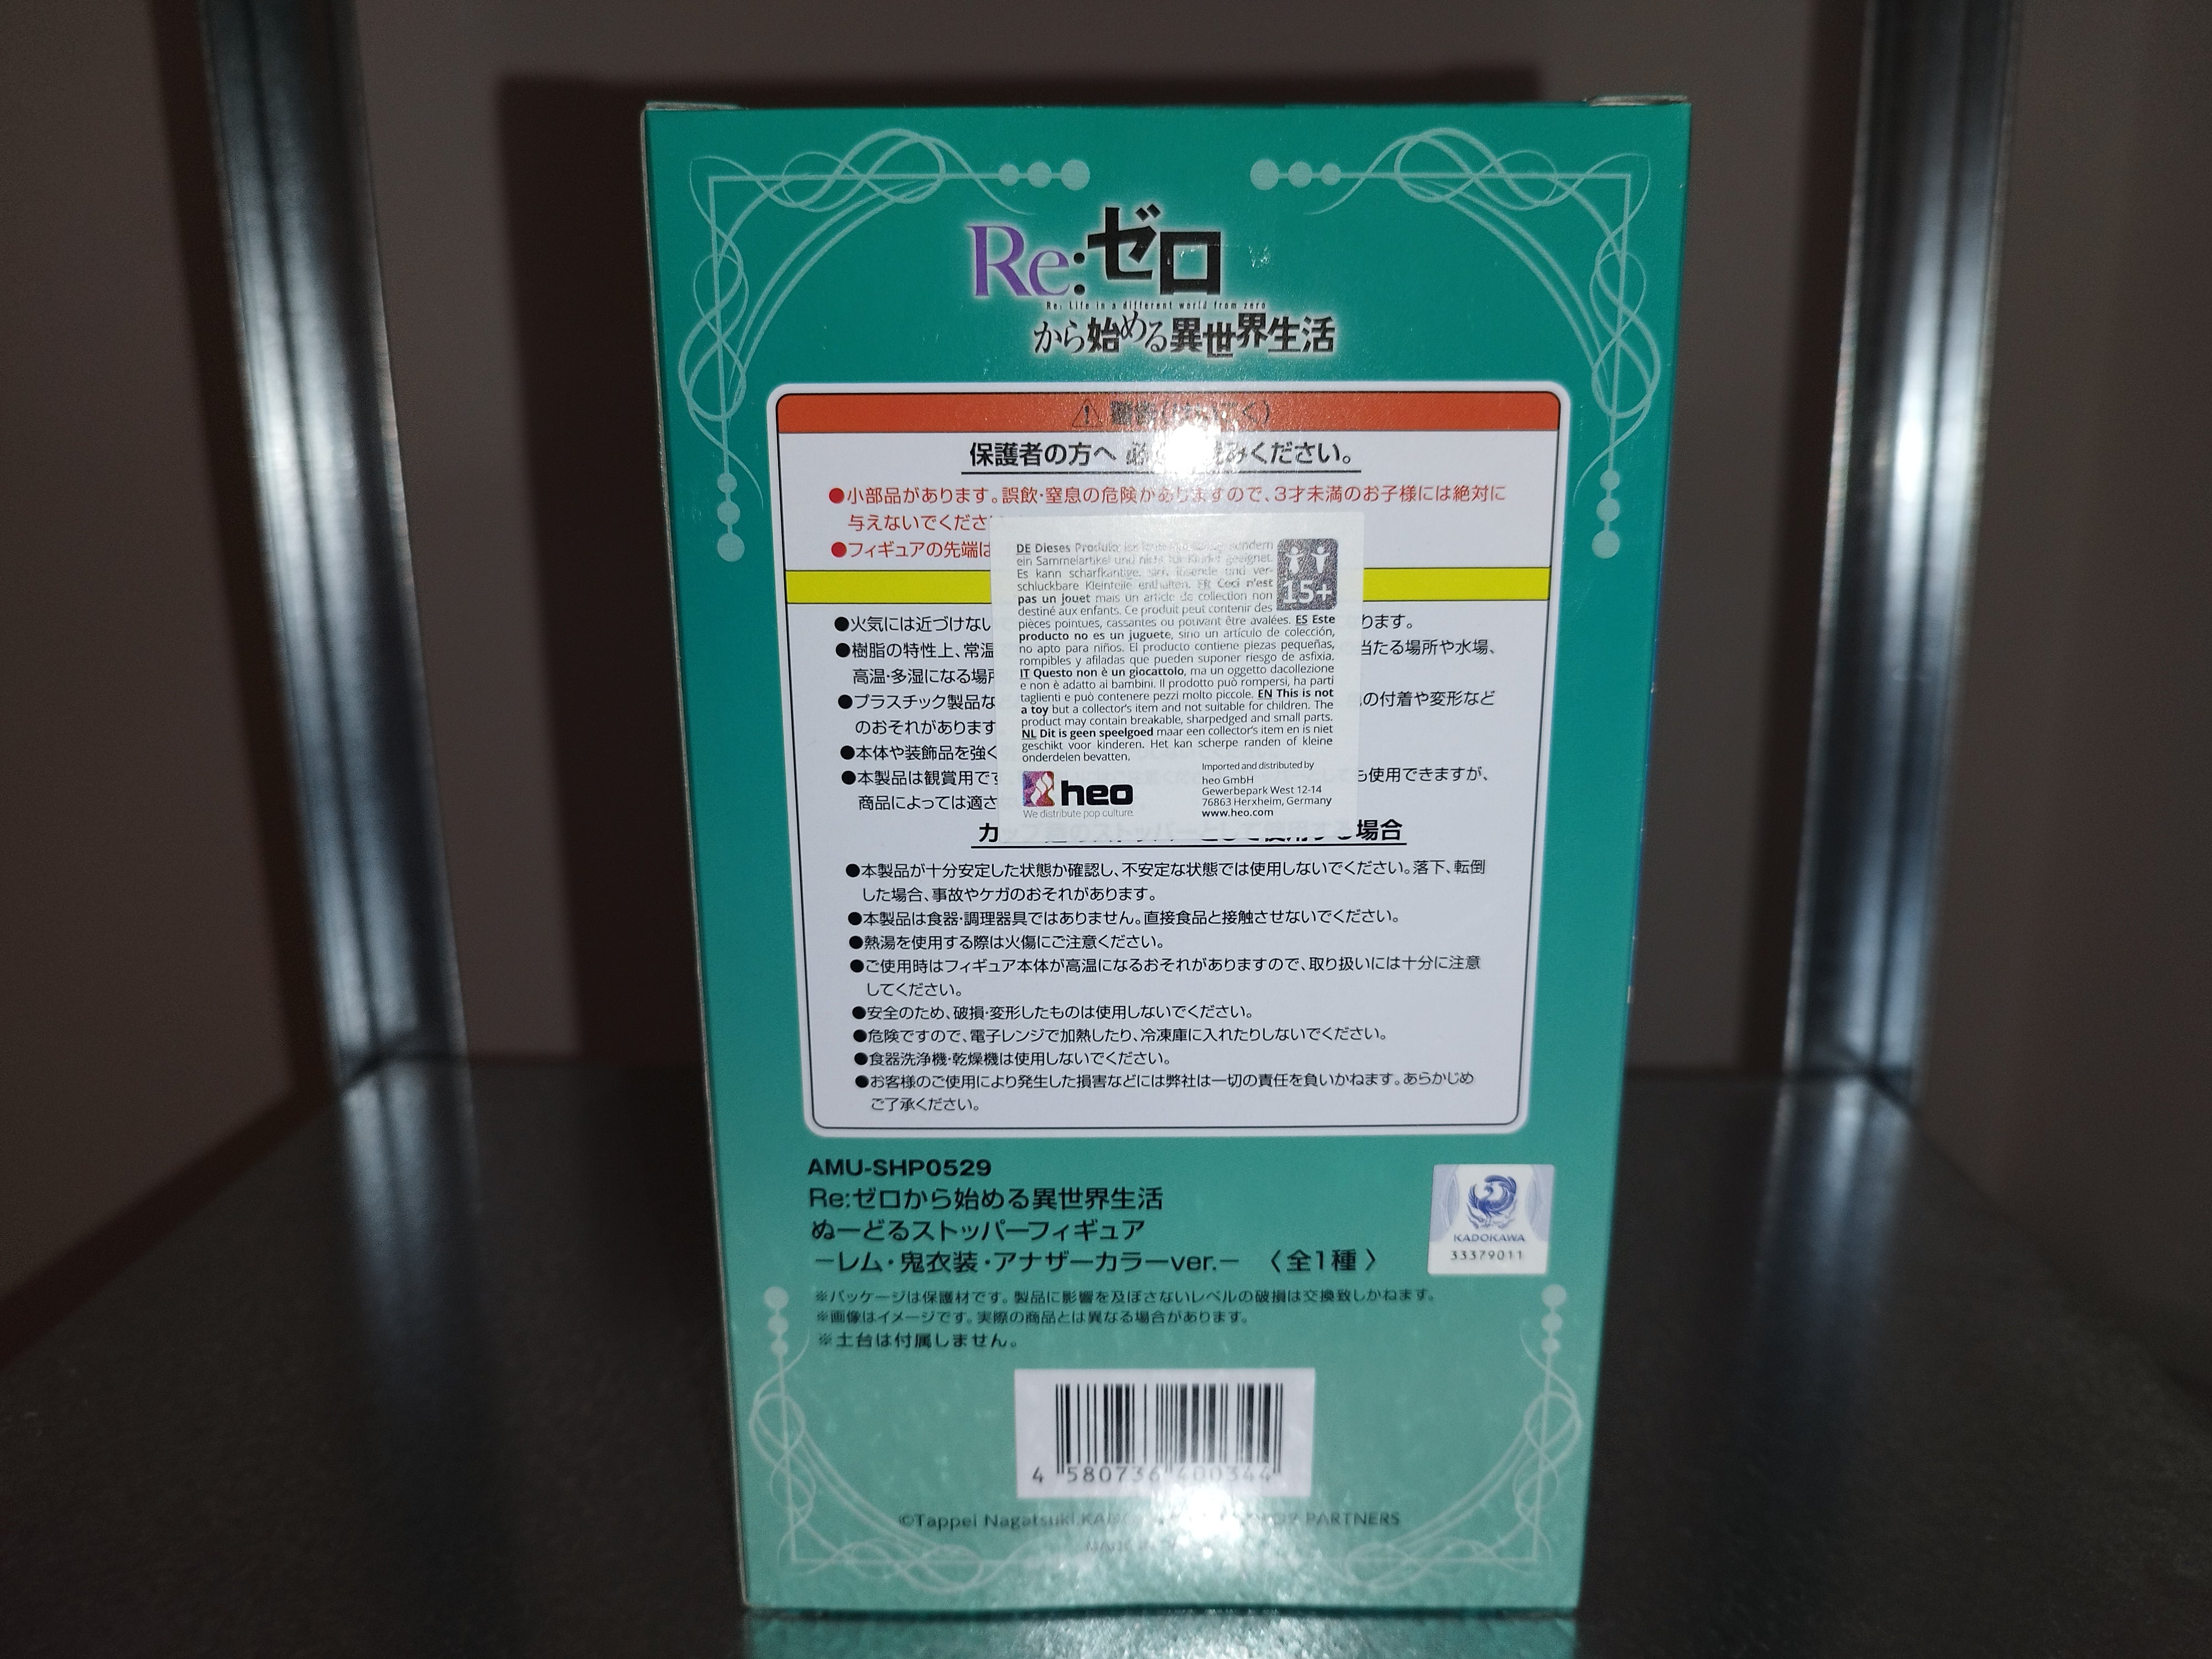 Re:ゼロ
Re: Life in a different world from zero
から始める異世界生活
保護者の方へ みください。
●小部品があります。誤飲・窒息の危険がありますので、3才未満のお子様には絶対に
与えないでくださ
●フィギュアの先端は
●火気には近づけない ります。
●樹脂の特性上、常温 当たる場所や水場、
高温・多湿になる場所
●プラスチック製品な の付着や変形など
のおそれがあります
●本体や装飾品を強く
●本製品は観賞用です も使用できますが、
商品によっては適さ
DE Dieses Produkt sondern
ein Sammelartikel und nicht für Kinder geeignet.
Es kann scharfkantige, und ver-
schluckbare Kleinteile enthalten. FR Ceci n'est
pas un jouet mais un article de collection non
destiné aux enfants. Ce produit peut contenir des
pièces pointues, cassantes ou pouvant être avalées. ES Este
producto no es un juguete, sino un artículo de colección,
no apto para niños. El producto contiene piezas pequeñas,
rompibles y afiladas que pueden suponer riesgo de asfixia.
IT Questo non è un giocattolo, ma un oggetto dacollezione
e non è adatto ai bambini. Il prodotto può rompersi, ha parti
taglienti e può contenere pezzi molto piccole. EN This is not
a toy but a collector's item and not suitable for children. The
product may contain breakable, sharpedged and small parts.
NL Dit is geen speelgoed maar een collector's item en is niet
geschikt voor kinderen. Het kan scherpe randen of kleine
onderdelen bevatten.
15+
heo
We distribute pop culture.
Imported and distributed by
heo GmbH
Gewerbepark West 12-14
76863 Herxheim, Germany
www.heo.com
カップ麺のストッパーとして使用する場合
●本製品が十分安定した状態か確認し、不安定な状態では使用しないでください。落下、転倒
した場合、事故やケガのおそれがあります。
●本製品は食器・調理器具ではありません。直接食品と接触させないでください。
●熱湯を使用する際は火傷にご注意ください。
●ご使用時はフィギュア本体が高温になるおそれがありますので、取り扱いには十分に注意
してください。
●安全のため、破損・変形したものは使用しないでください。
●危険ですので、電子レンジで加熱したり、冷凍庫に入れたりしないでください。
●食器洗浄機・乾燥機は使用しないでください。
●お客様のご使用により発生した損害などには弊社は一切の責任を負いかねます。あらかじめ
ご了承ください。
AMU-SHP0529
Re:ゼロから始める異世界生活
ぬーどるストッパーフィギュア
ーレム・鬼衣装・アナザーカラーver.ー 〈全1種〉
KADOKAWA
33379011
※パッケージは保護材です。製品に影響を及ぼさないレベルの破損は交換致しかねます。
※画像はイメージです。実際の商品とは異なる場合があります。
※土台は付属しません。
4 580736 400344
©Tappei Nagatsuki, PARTNERS